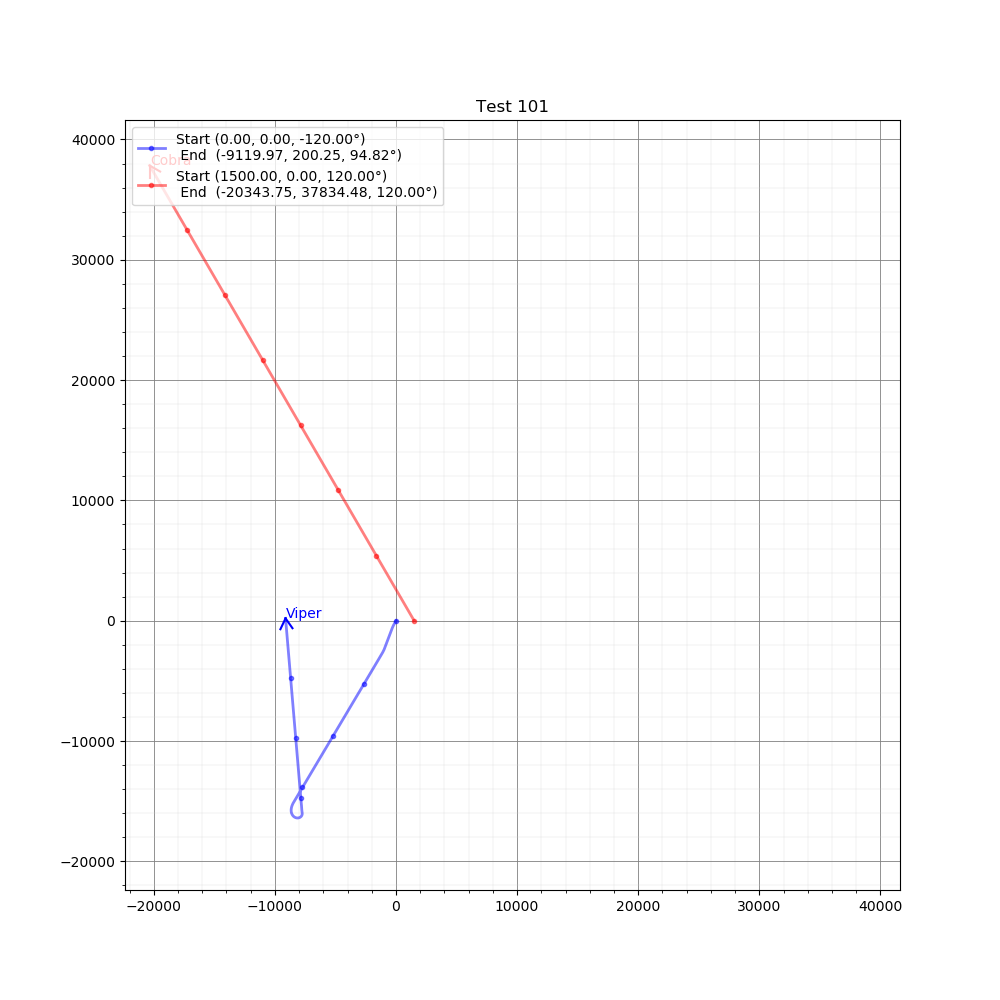 Test 101
Start (0.00, 0.00, -120.00°)
End (-9119.97, 200.25, 94.82°)
Start (1500.00, 0.00, 120.00°)
End (-20343.75, 37834.48, 120.00°)
Cobra
Viper
40000
30000
20000
10000
0
−10000
−20000
−20000 −10000 0 10000 20000 30000 40000